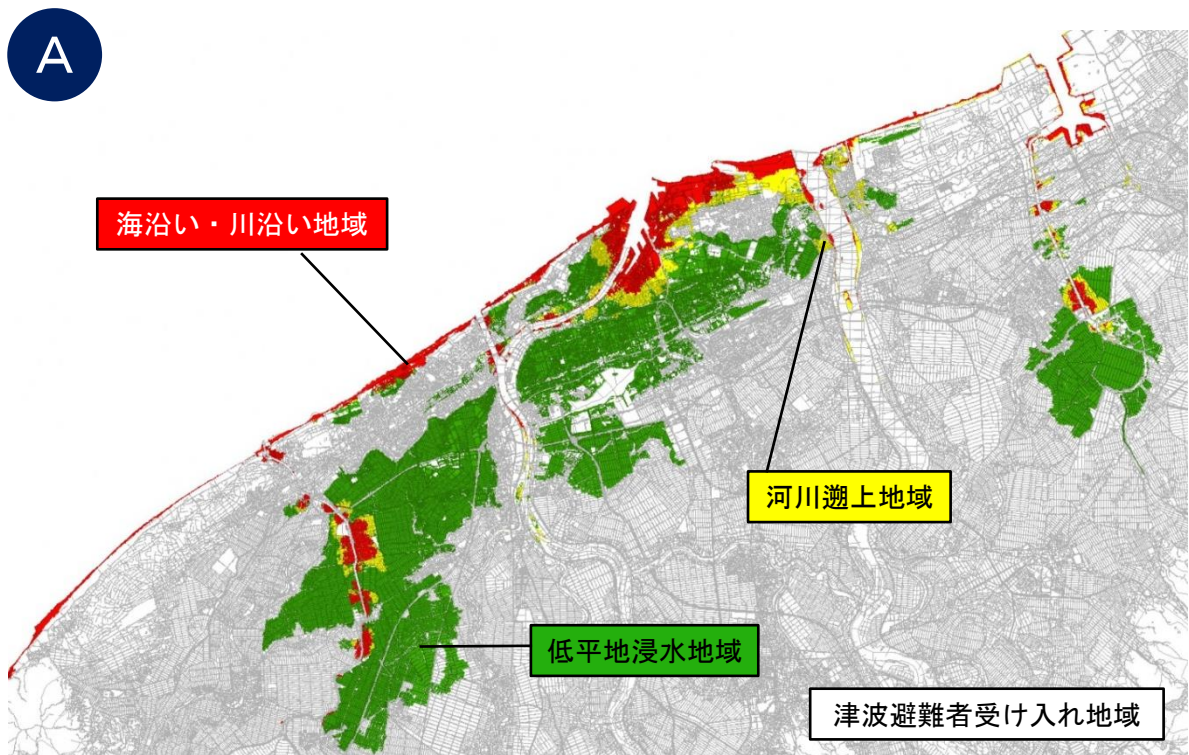 A
海沿い・川沿い地域
河川遡上地域
低平地浸水地域
津波避難者受け入れ地域